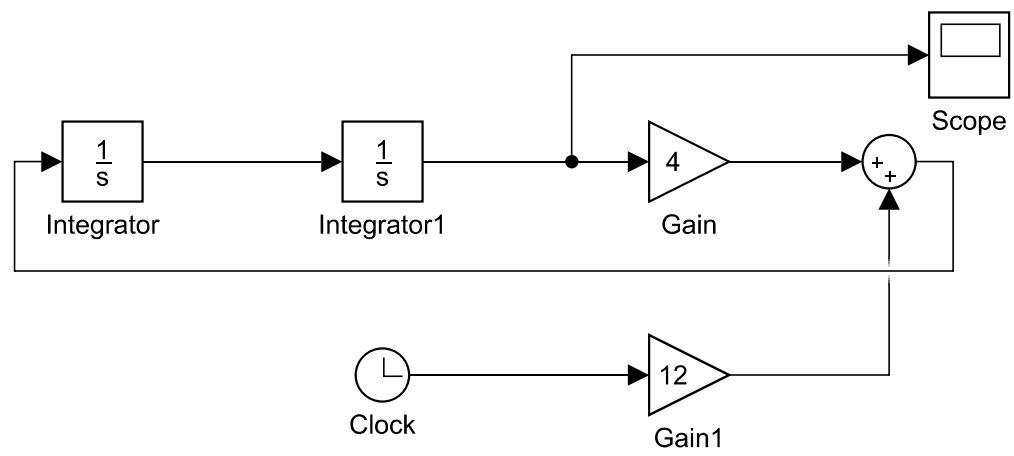 Scope
1
s
Integrator
1
s
Integrator1
4
Gain
+
+
Clock
12
Gain1